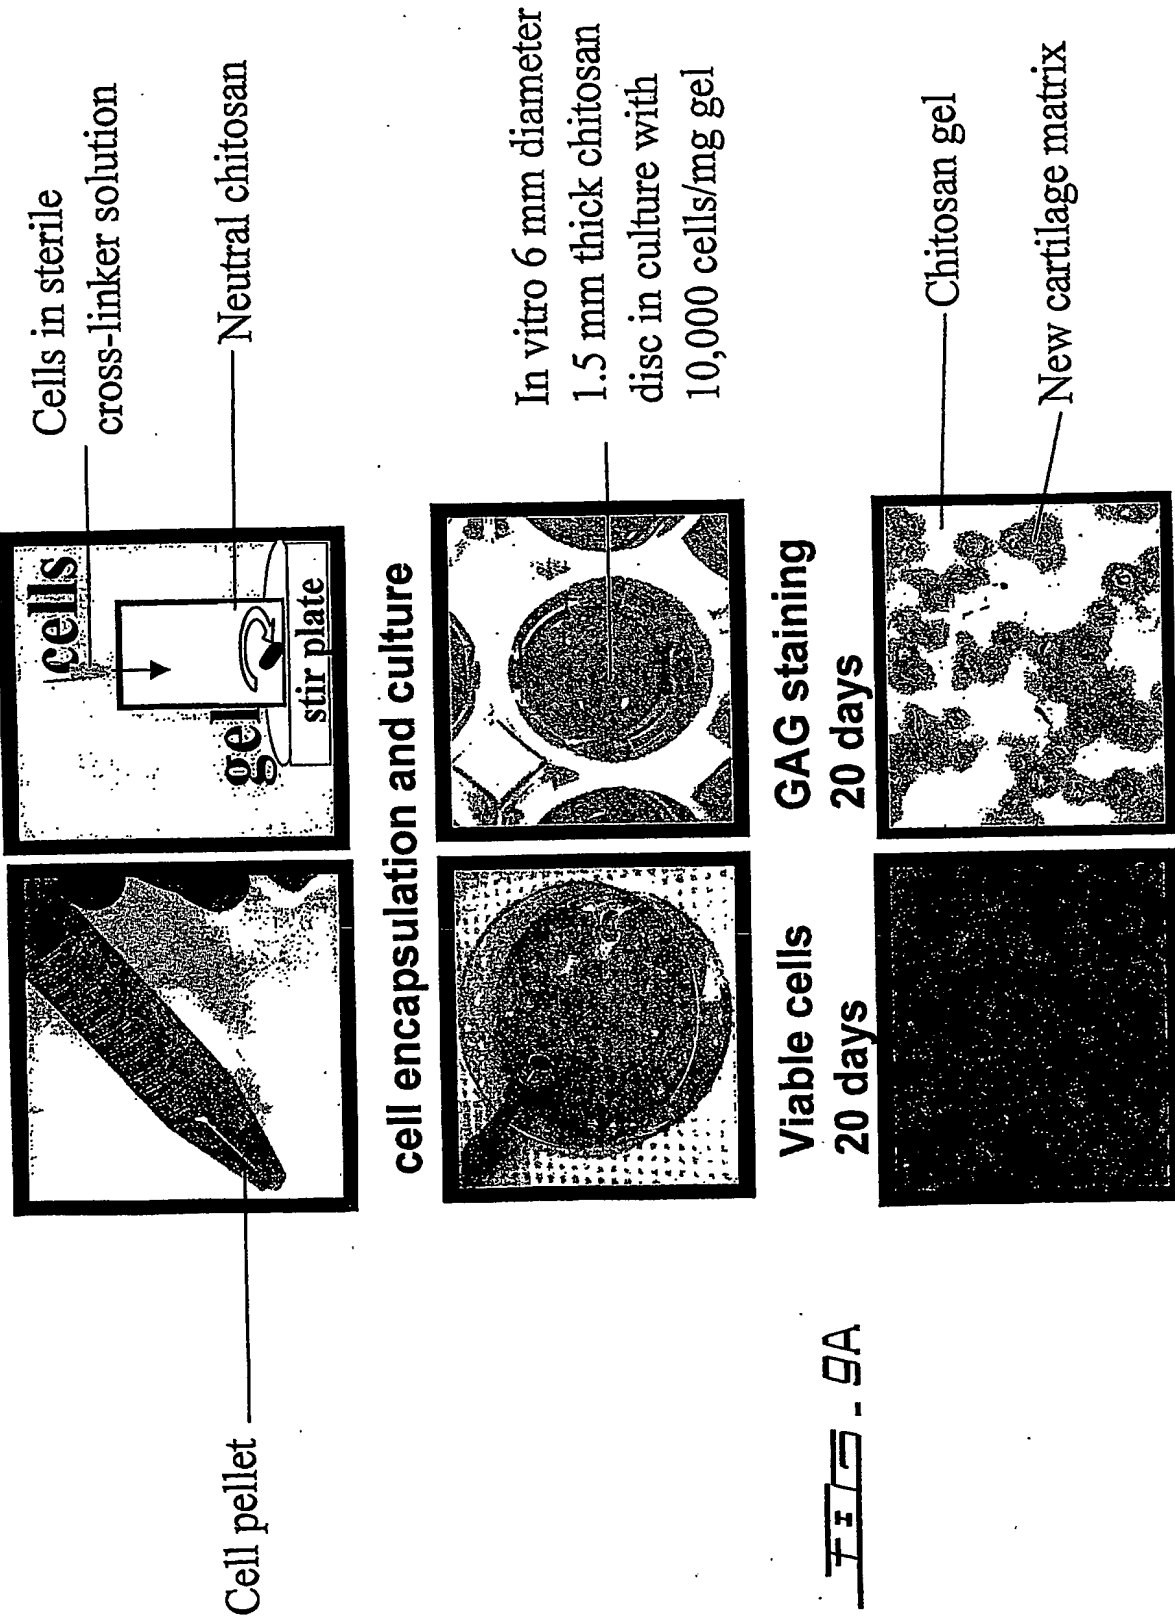 Cell pellet
cells
gel
stir plate
Cells in sterile
cross-linker solution
Neutral chitosan
cell encapsulation and culture
In vitro 6 mm diameter
1.5 mm thick chitosan
disc in culture with
10,000 cells/mg gel
Viable cells
20 days
GAG staining
20 days
Chitosan gel
New cartilage matrix
FIG-9A